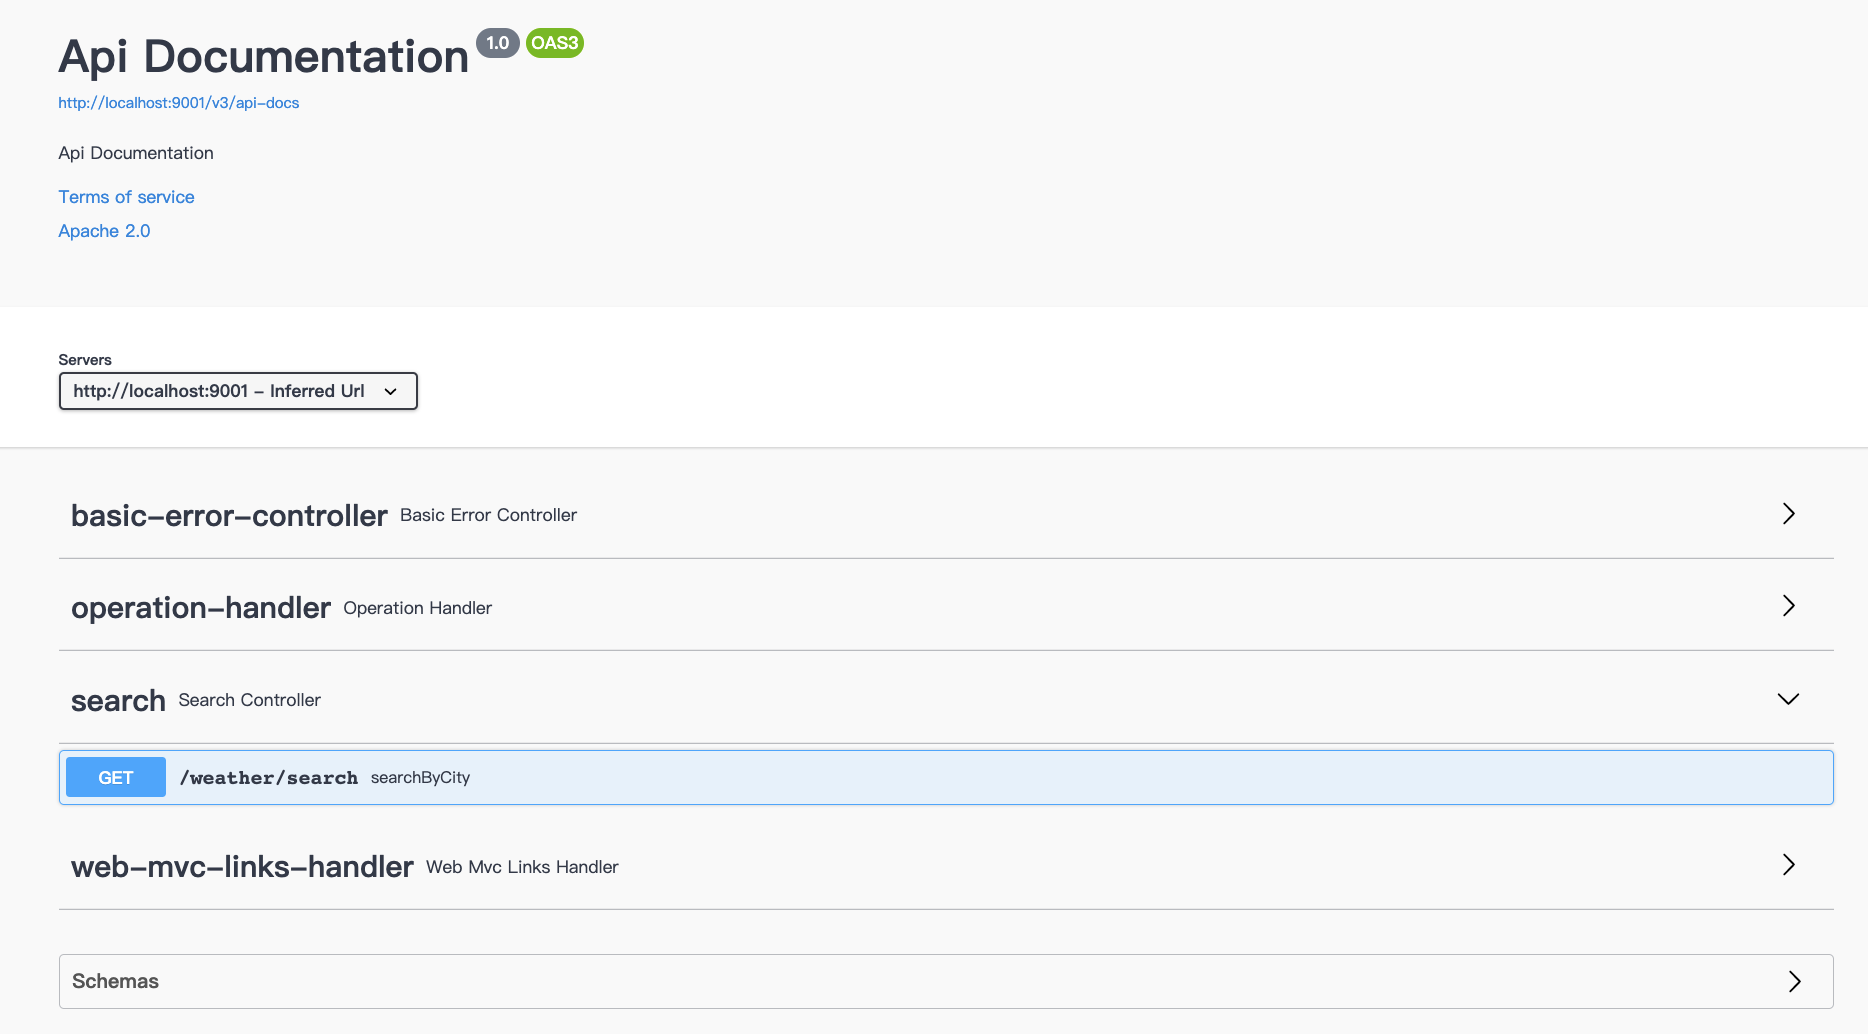 Api Documentation 1.0 OAS3
http://localhost:9001/v3/api-docs
Api Documentation
Terms of service
Apache 2.0
Servers
http://localhost:9001 - Inferred Url
basic-error-controller Basic Error Controller
operation-handler Operation Handler
search Search Controller
GET /weather/search searchByCity
web-mvc-links-handler Web Mvc Links Handler
Schemas